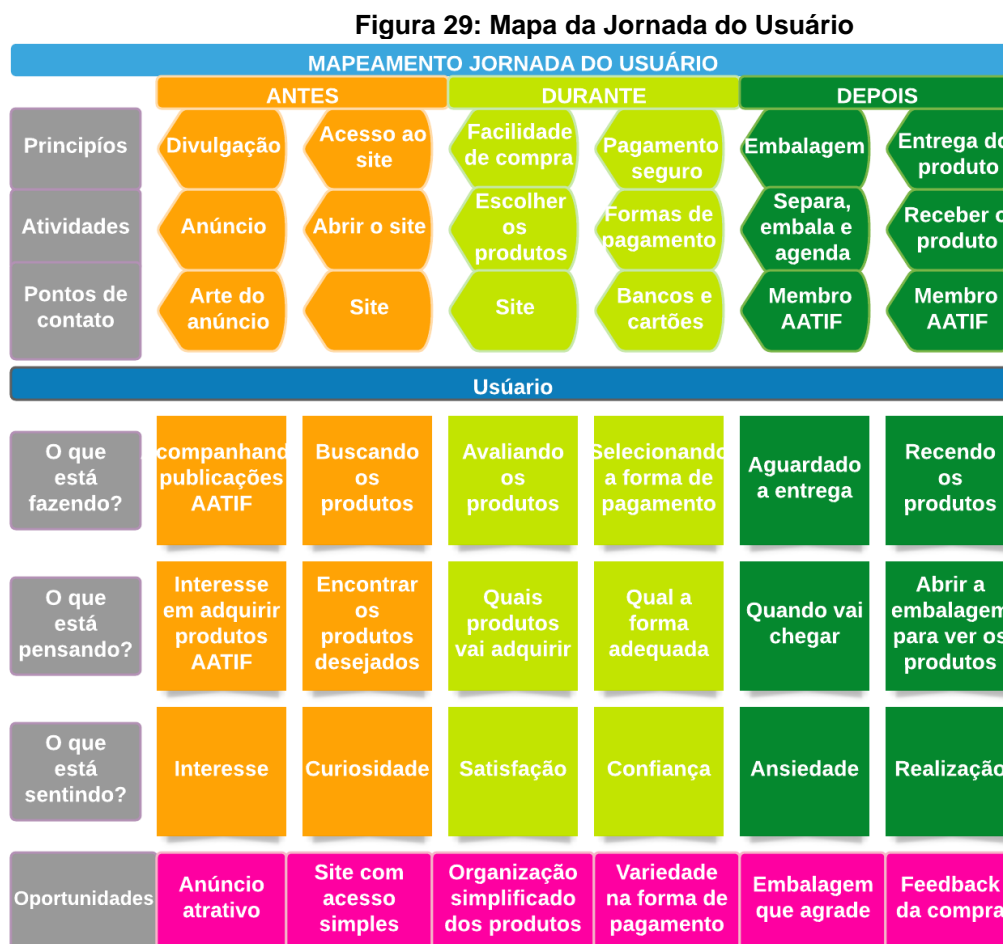 Figura 29: Mapa da Jornada do Usuário
MAPEAMENTO JORNADA DO USUÁRIO
ANTES
DURANTE
DEPOIS
Principíos
Divulgação
Acesso ao
site
Facilidade
de compra
Pagamento
seguro
Embalagem
Entrega do
produto
Atividades
Anúncio
Abrir o site
Escolher
os
produtos
Formas de
pagamento
Separa,
embala e
agenda
Receber o
produto
Pontos de
contato
Arte do
anúncio
Site
Site
Bancos e
cartões
Membro
AATIF
Membro
AATIF
Usúario
O que
está
fazendo?
companhand
publicações
AATIF
Buscando
os
produtos
Avaliando
os
produtos
Selecionando
a forma de
pagamento
Aguardado
a entrega
Recendo
os
produtos
O que
está
pensando?
Interesse
em adquirir
produtos
AATIF
Encontrar
os
produtos
desejados
Quais
produtos
vai adquirir
Qual a
forma
adequada
Quando vai
chegar
Abrir a
embalagem
para ver os
produtos
O que
está
sentindo?
Interesse
Curiosidade
Satisfação
Confiança
Ansiedade
Realização
Oportunidades
Anúncio
atrativo
Site com
acesso
simples
Organização
simplificado
dos produtos
Variedade
na forma de
pagamento
Embalagem
que agrade
Feedback
da compra